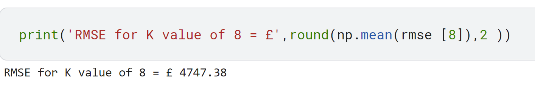 print('RMSE for K value of 8 = £',round(np.mean(rmse [8]),2 ))
RMSE for K value of 8 = £ 4747.38